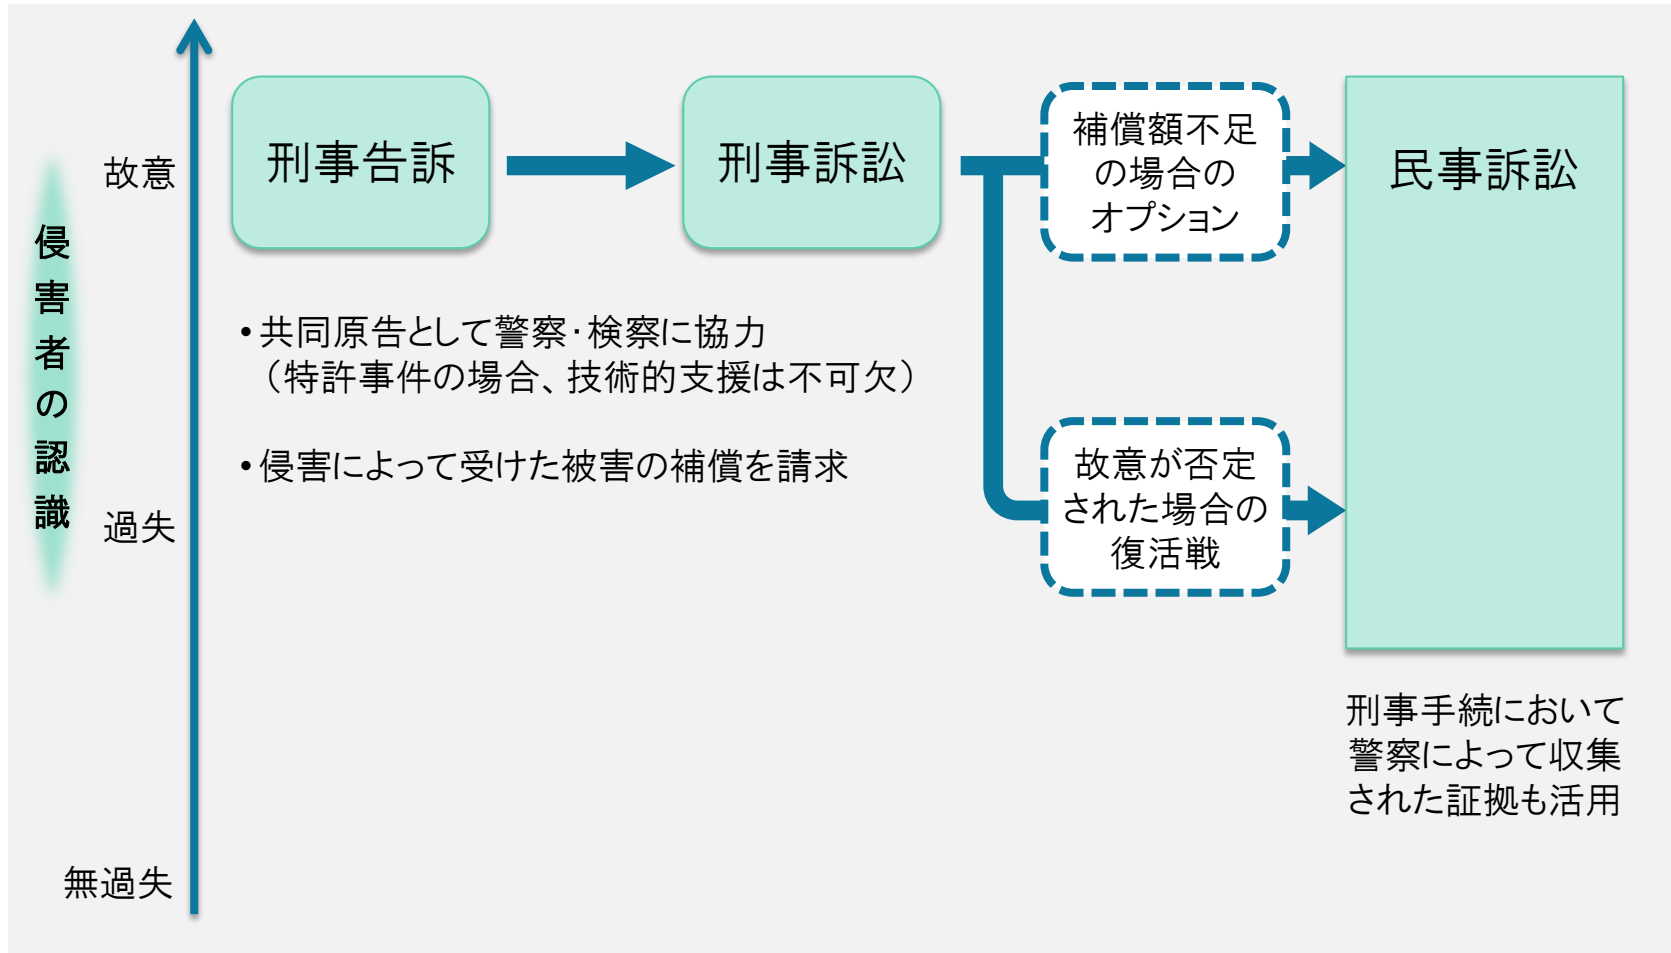 侵害者の認識
故意
過失
無過失
刑事告訴
刑事訴訟
補償額不足
の場合の
オプション
民事訴訟
•共同原告として警察・検察に協力
（特許事件の場合、技術的支援は不可欠）
•侵害によって受けた被害の補償を請求
故意が否定
された場合の
復活戦
刑事手続において
警察によって収集
された証拠も活用